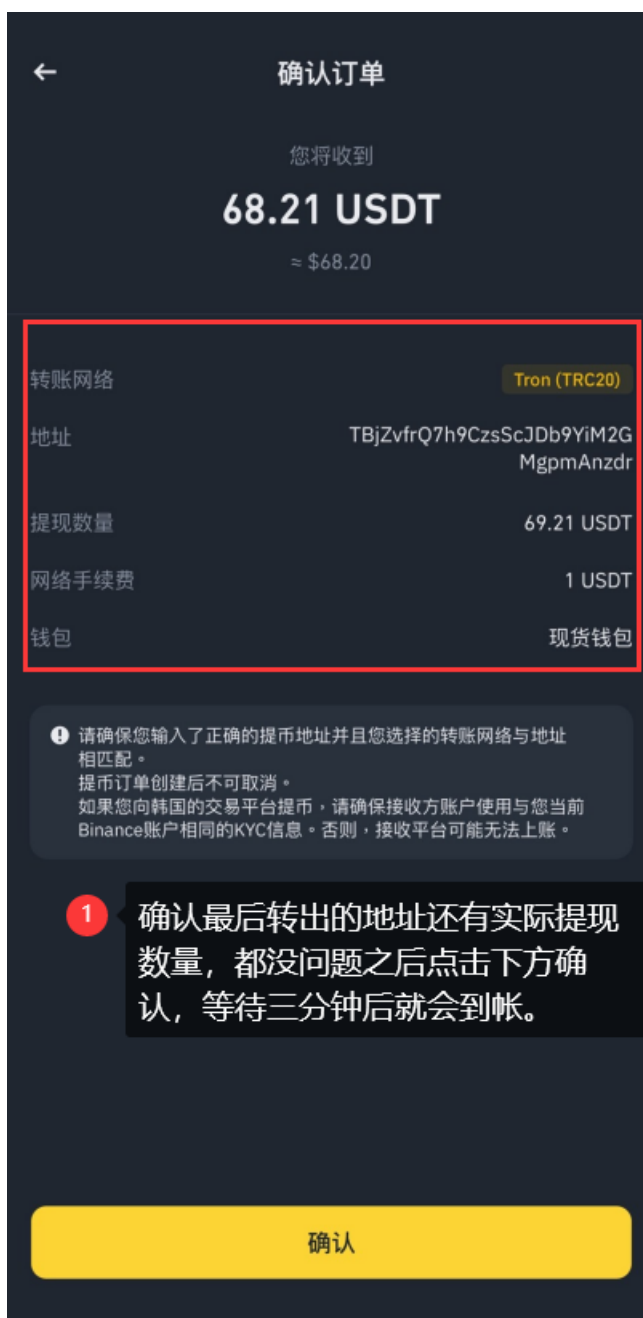 确认订单
您将收到
68.21 USDT
≈ $68.20
转账网络 Tron (TRC20)
地址 TBjZvfrQ7h9CzsScJDb9YiM2G
MgpmAnzdr
提现数量 69.21 USDT
网络手续费 1 USDT
钱包 现货钱包
请确保您输入了正确的提币地址并且您选择的转账网络与地址
相匹配。
提币订单创建后不可取消。
如果您向韩国的交易平台提币，请确保接收方账户使用与您当前
Binance账户相同的KYC信息。否则，接收平台可能无法上账。
1 确认最后转出的地址还有实际提现
数量，都没问题之后点击下方确
认，等待三分钟后就会到帐。
确认